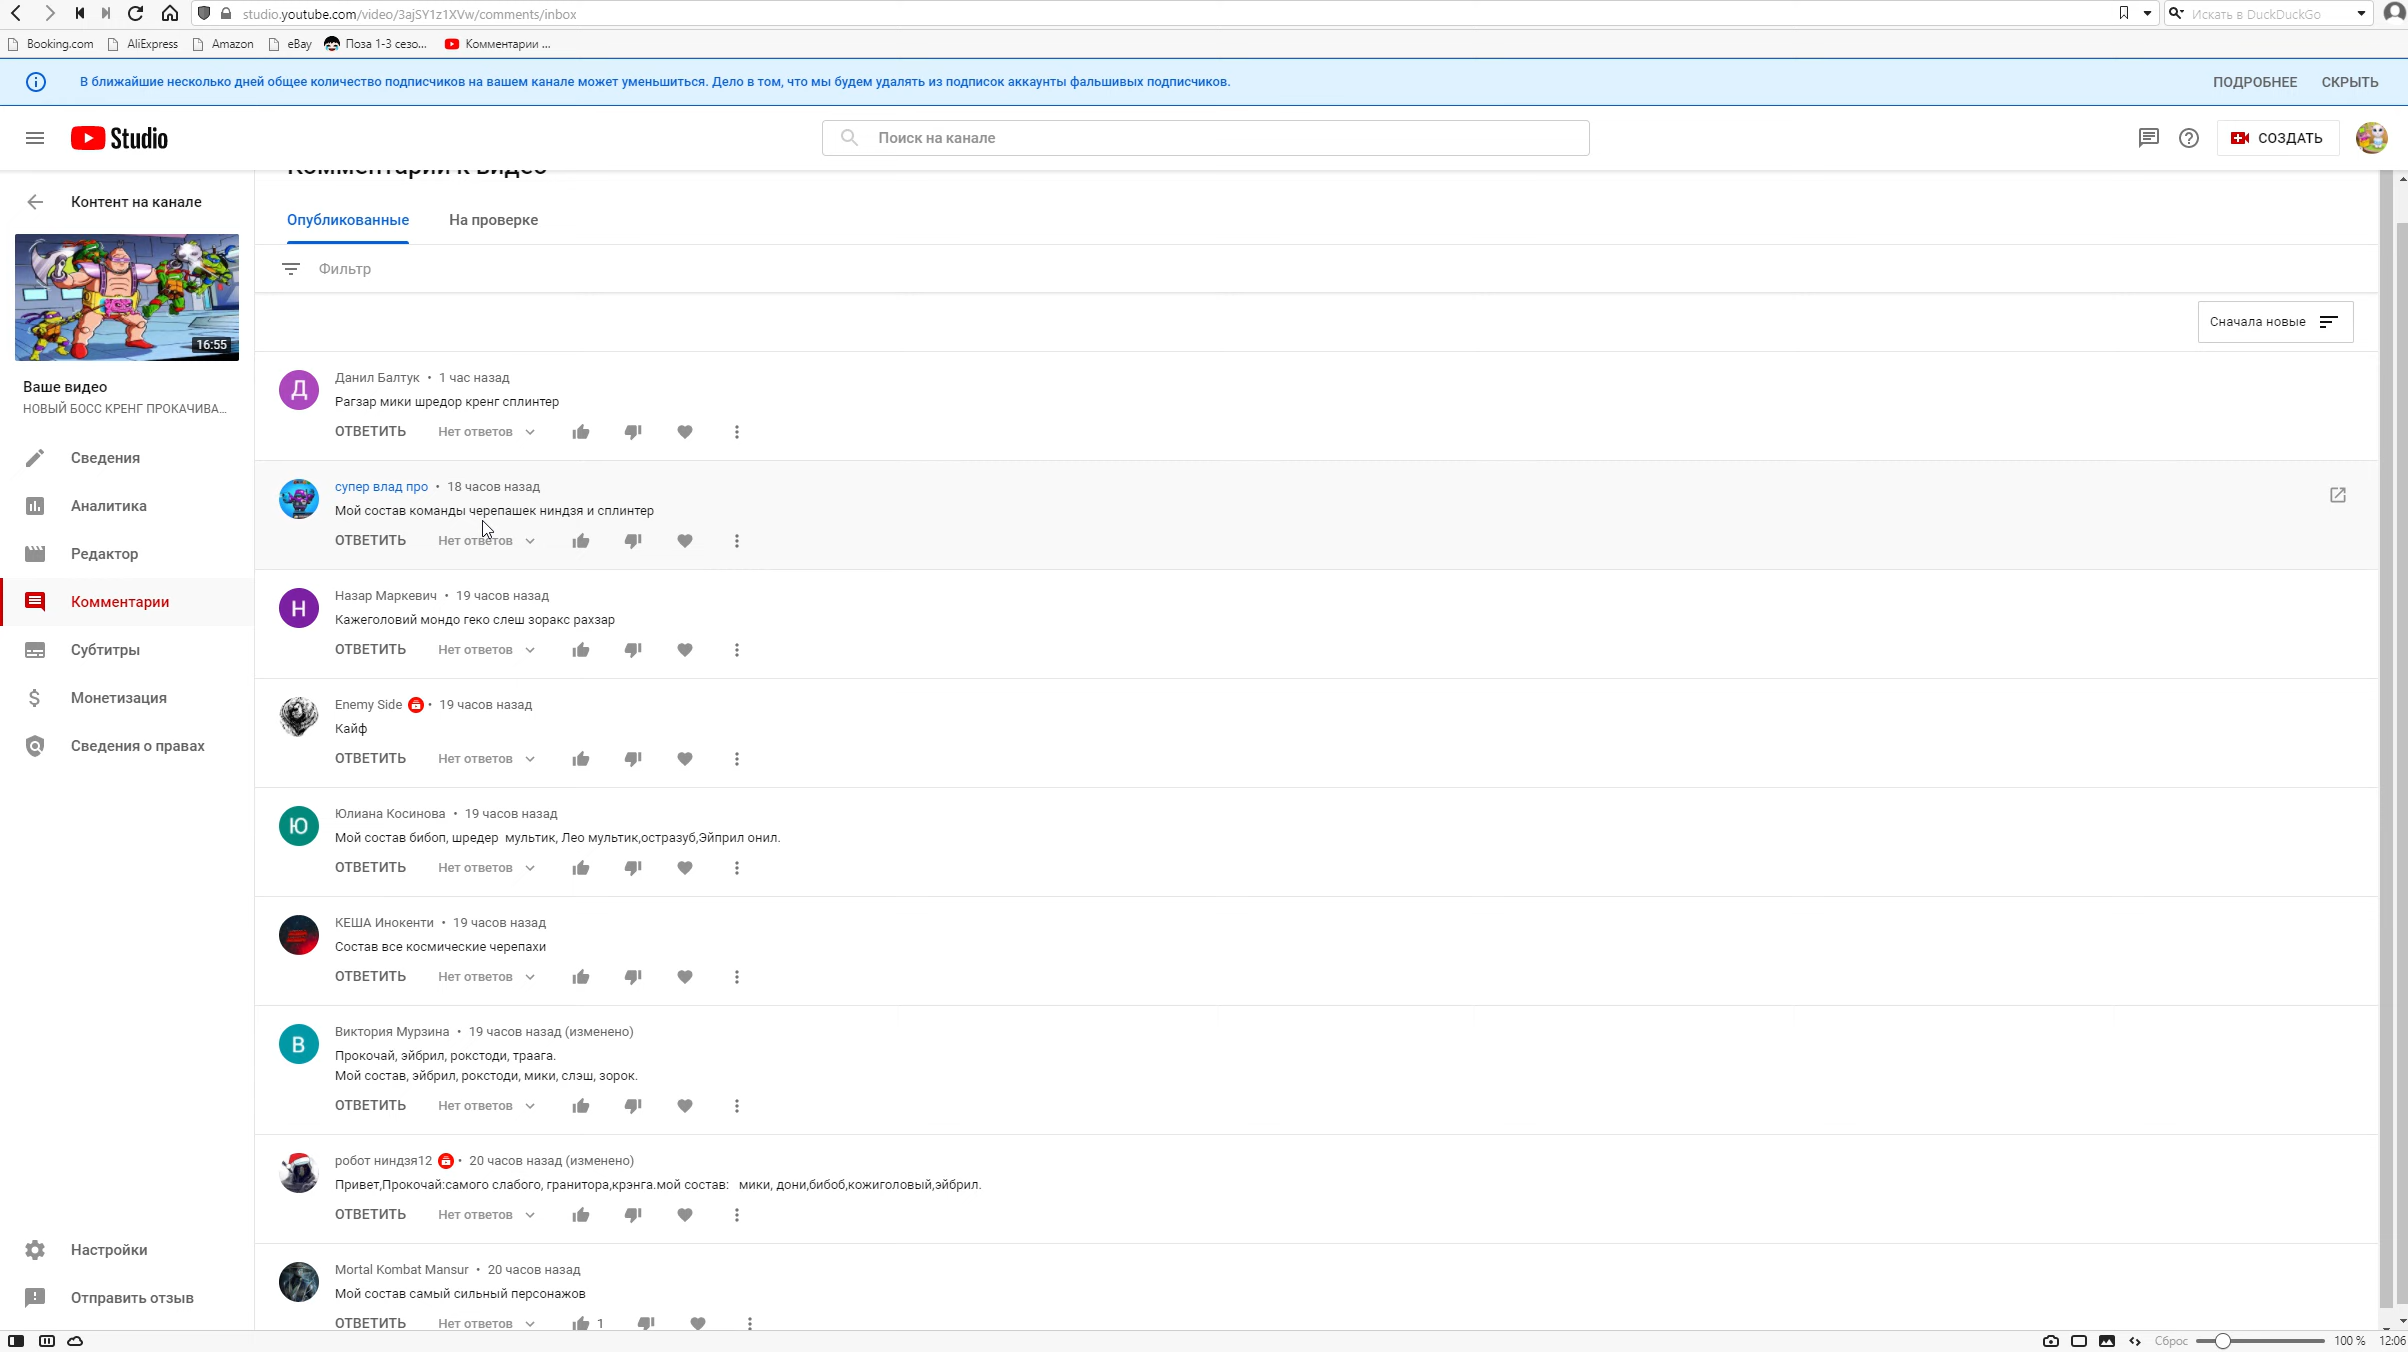 studio.youtube.com/video/3ajSY1z1XVw/comments/inbox
Искать в DuckDuckGo
Booking.com
AliExpress
Amazon
eBay
Поза 1-3 сезо...
Комментарии ...
В ближайшие несколько дней общее количество подписчиков на вашем канале может уменьшиться. Дело в том, что мы будем удалять из подписок аккаунты фальшивых подписчиков.
ПОДРОБНЕЕ
СКРЫТЬ
Studio
Поиск на канале
СОЗДАТЬ
Комментарии к видео
Контент на канале
Опубликованные
На проверке
Фильтр
16:55
Сначала новые
Ваше видео
НОВЫЙ БОСС КРЕНГ ПРОКАЧИВА...
Сведения
Аналитика
Редактор
Комментарии
Субтитры
Монетизация
Сведения о правах
Настройки
Отправить отзыв
Д
Данил Балтук • 1 час назад
Рагзар мики шредор кренг сплинтер
ОТВЕТИТЬ Нет ответов
супер влад про • 18 часов назад
Мой состав команды черепашек ниндзя и сплинтер
ОТВЕТИТЬ Нет ответов
Н
Назар Маркевич • 19 часов назад
Кажеголовий мондо геко слеш зоракс рахзар
ОТВЕТИТЬ Нет ответов
Enemy Side • 19 часов назад
Кайф
ОТВЕТИТЬ Нет ответов
Ю
Юлиана Косинова • 19 часов назад
Мой состав бибоп, шредер мультик, Лео мультик,остразуб,Эйприл онил.
ОТВЕТИТЬ Нет ответов
КЕША Инокенти • 19 часов назад
Состав все космические черепахи
ОТВЕТИТЬ Нет ответов
В
Виктория Мурзина • 19 часов назад (изменено)
Прокочай, эйбрил, рокстоди, траага.
Мой состав, эйбрил, рокстоди, мики, слэш, зорок.
ОТВЕТИТЬ Нет ответов
робот ниндзя12 • 20 часов назад (изменено)
Привет,Прокочай:самого слабого, гранитора,крэнга.мой состав: мики, дони,бибоб,кожиголовый,эйбрил.
ОТВЕТИТЬ Нет ответов
Mortal Kombat Mansur • 20 часов назад
Мой состав самый сильный персонажов
ОТВЕТИТЬ Нет ответов 1
Сброс
100 %
12:06